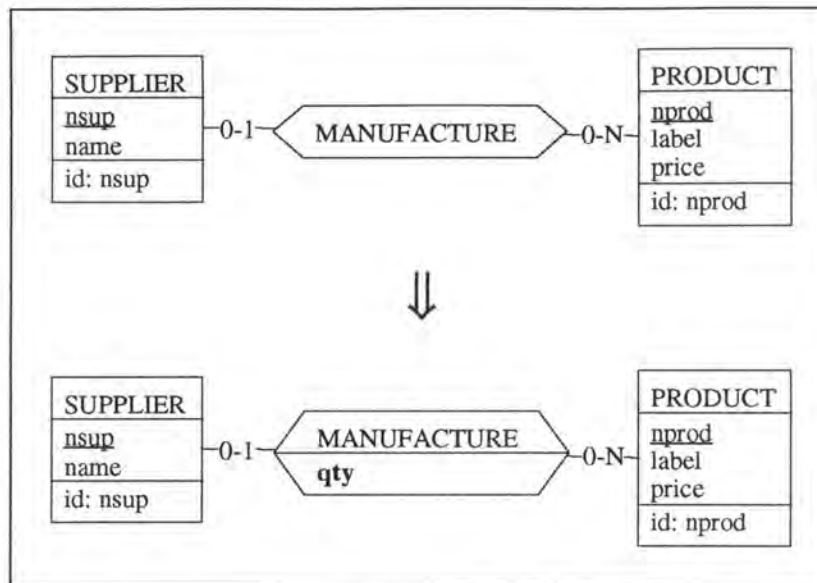 SUPPLIER
nsup
name
id: nsup
0-1
MANUFACTURE
0-N
PRODUCT
nprod
label
price
id: nprod
⇓
SUPPLIER
nsup
name
id: nsup
0-1
MANUFACTURE
qty
0-N
PRODUCT
nprod
label
price
id: nprod